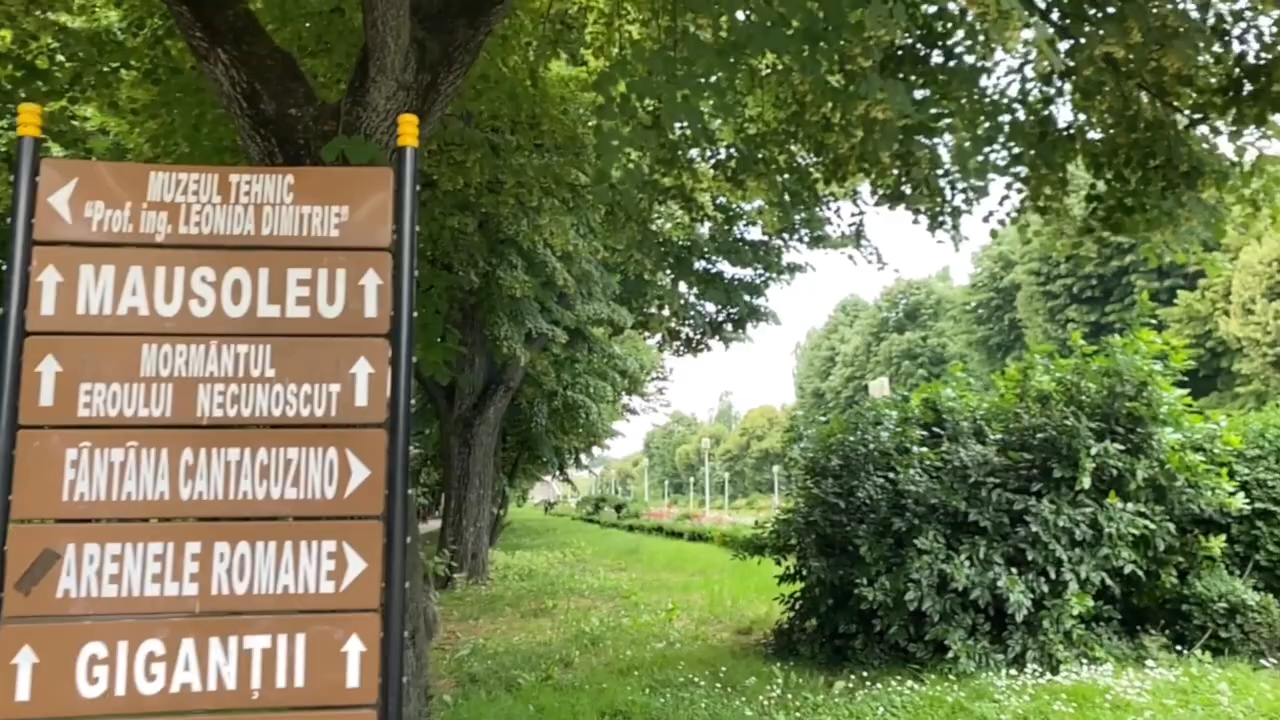 MUZEUL TEHNIC
“Prof. ing. LEONIDA DIMITRIE”
MAUSOLEU
MORMÂNTUL
EROULUI NECUNOSCUT
FÂNTÂNA CANTACUZINO
ARENELE ROMANE
GIGANȚII